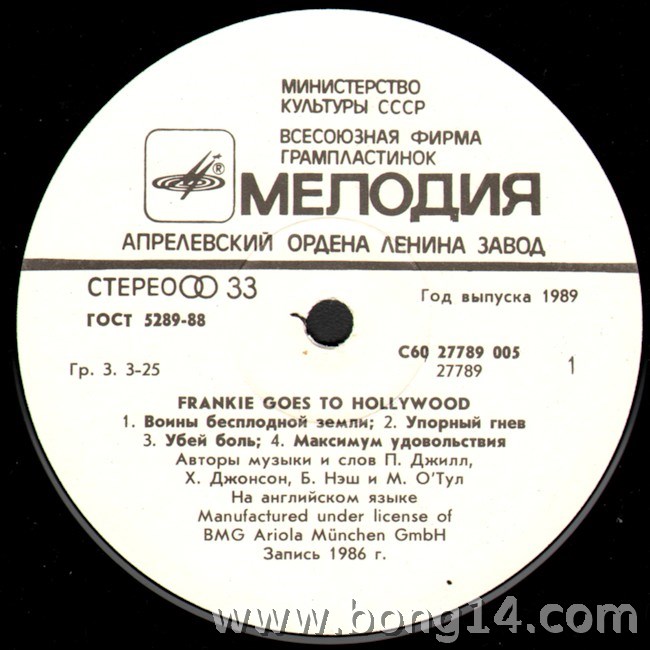 МИНИСТЕРСТВО
КУЛЬТУРЫ СССР
ВСЕСОЮЗНАЯ ФИРМА
ГРАМПЛАСТИНОК
®
МЕЛОДИЯ
АПРЕЛЕВСКИЙ ОРДЕНА ЛЕНИНА ЗАВОД
СТЕРЕО 33
Год выпуска 1989
ГОСТ 5289-88
С60 27789 005
Гр. 3. 3-25
27789
1
FRANKIE GOES TO HOLLYWOOD
1. Воины бесплодной земли; 2. Упорный гнев
3. Убей боль; 4. Максимум удовольствия
Авторы музыки и слов П. Джилл,
Х. Джонсон, Б. Нэш и М. О'Тул
На английском языке
Manufactured under license of
BMG Ariola München GmbH
Запись 1986 г.
www.bong14.com